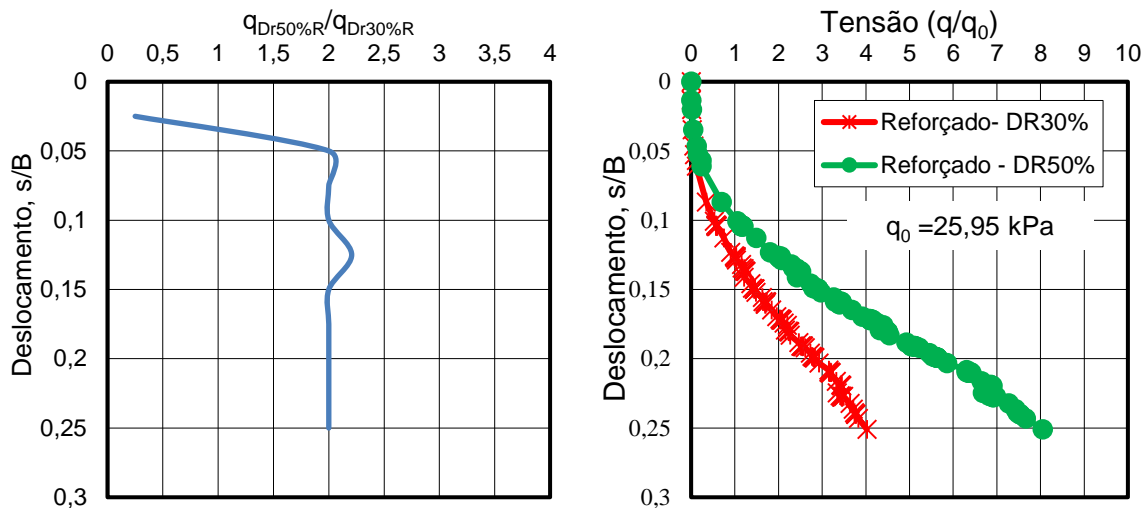 qDr50%R/qDr30%R
0 0,5 1 1,5 2 2,5 3 3,5 4
0
0,05
0,1
0,15
0,2
0,25
0,3
Deslocamento, s/B
Tensão (q/q0)
0 1 2 3 4 5 6 7 8 9 10
0
0,05
0,1
0,15
0,2
0,25
0,3
Deslocamento, s/B
Reforçado- DR30%
Reforçado - DR50%
q0 =25,95 kPa